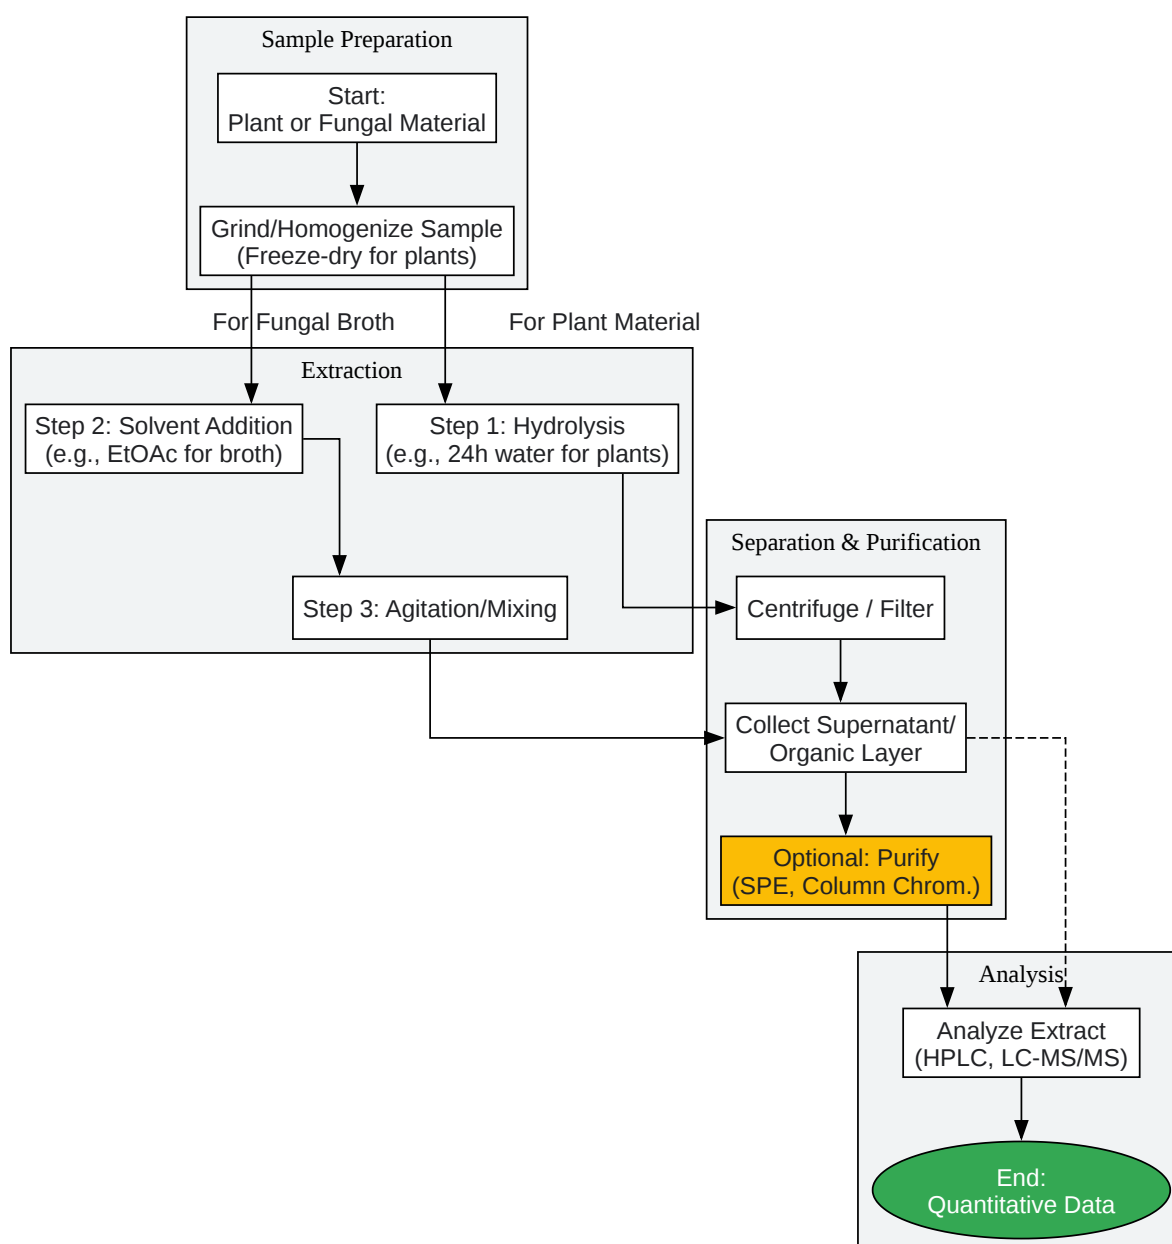 Sample Preparation
Start:
Plant or Fungal Material
Grind/Homogenize Sample
(Freeze-dry for plants)
For Fungal Broth
For Plant Material
Extraction
Step 2: Solvent Addition
(e.g., EtOAc for broth)
Step 1: Hydrolysis
(e.g., 24h water for plants)
Step 3: Agitation/Mixing
Separation & Purification
Centrifuge / Filter
Collect Supernatant/
Organic Layer
Optional: Purify
(SPE, Column Chrom.)
Analysis
Analyze Extract
(HPLC, LC-MS/MS)
End:
Quantitative Data